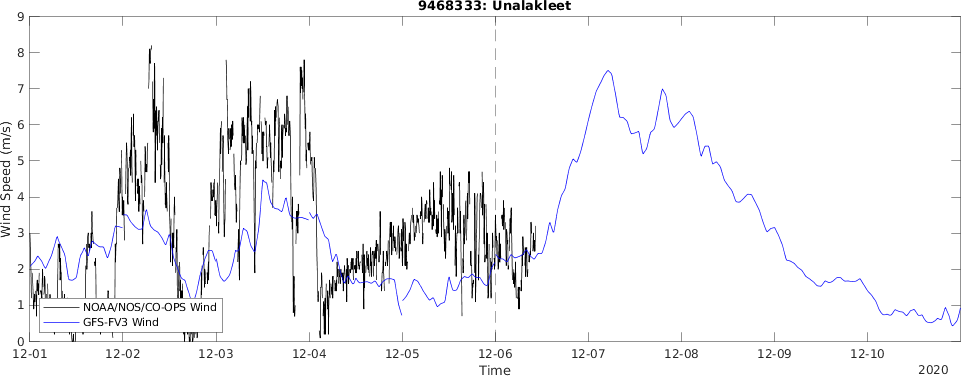 9468333: Unalakleet
9
8
7
6
5
4
3
2
1
0
Wind Speed (m/s)
NOAA/NOS/CO-OPS Wind
GFS-FV3 Wind
12-01 12-02 12-03 12-04 12-05 12-06 12-07 12-08 12-09 12-10
Time
2020